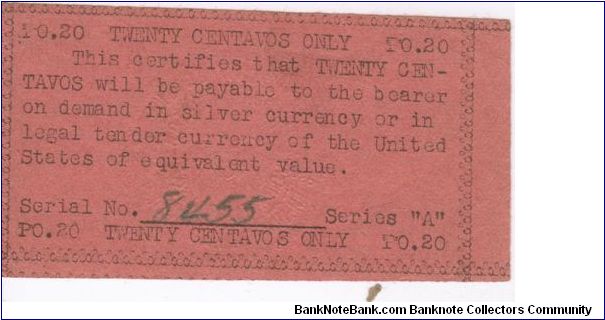 P0.20 TWENTY CENTAVOS ONLY P0.20
This certifies that TWENTY CEN-
TAVOS will be payable to the bearer
on demand in silver currency or in
legal tender currency of the United
States of equivalent value.
Serial No. 8455 Series "A"
P0.20 TWENTY CENTAVOS ONLY P0.20
BankNoteBank.com Banknote Collectors Community